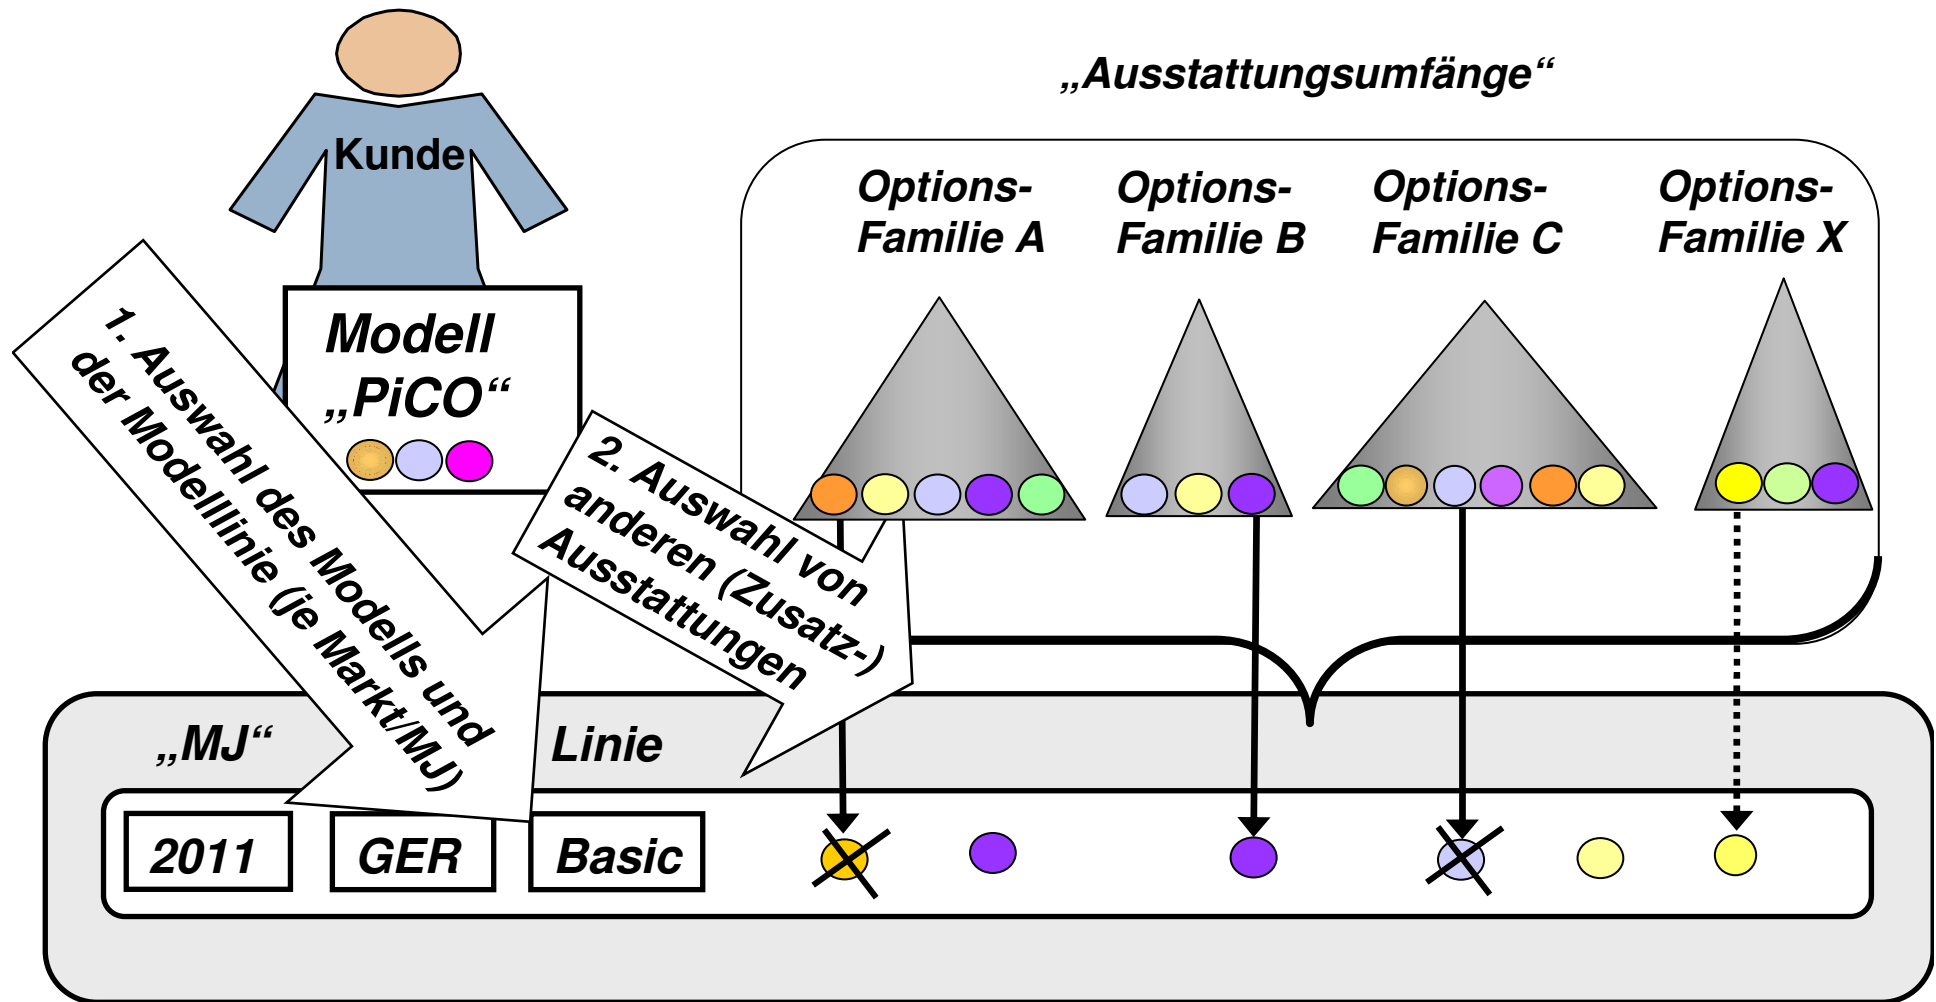 „Ausstattungsumfänge“
Kunde
Options-
Familie A
Options-
Familie B
Options-
Familie C
Options-
Familie X
Modell
„PiCO“
1. Auswahl des Modells und
der Modelllinie (je Markt/MJ)
2. Auswahl von
anderen (Zusatz-)
Ausstattungen
„MJ“
Linie
2011
GER
Basic